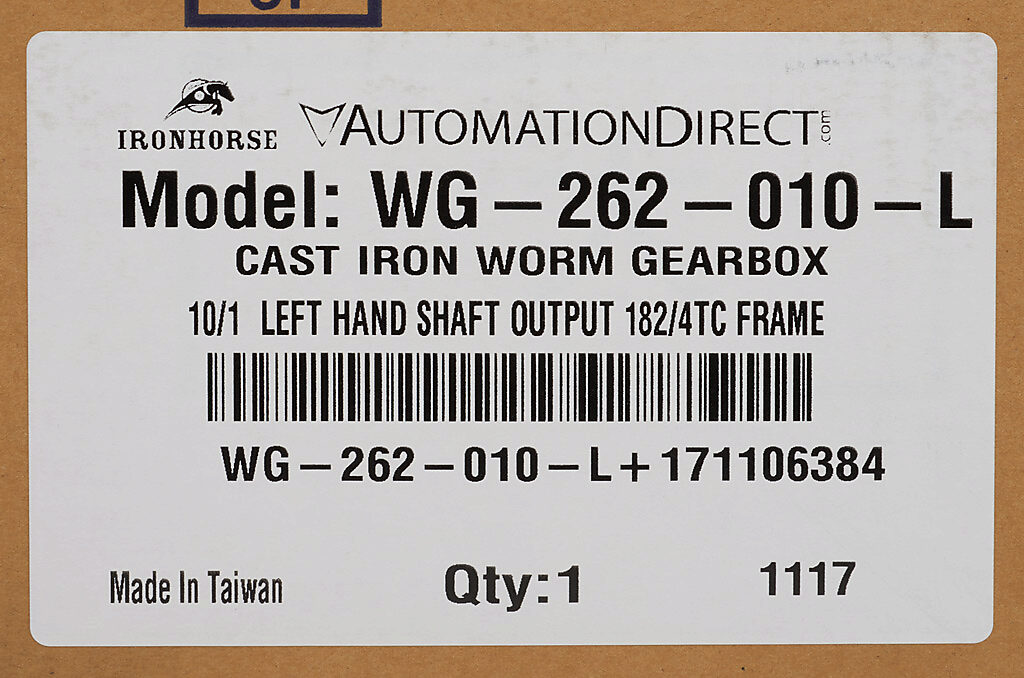 UP
IRONHORSE
AUTOMATIONDIRECT.com
Model: WG-262-010-L
CAST IRON WORM GEARBOX
10/1 LEFT HAND SHAFT OUTPUT 182/4TC FRAME
WG-262-010-L+171106384
Made In Taiwan Qty:1 1117